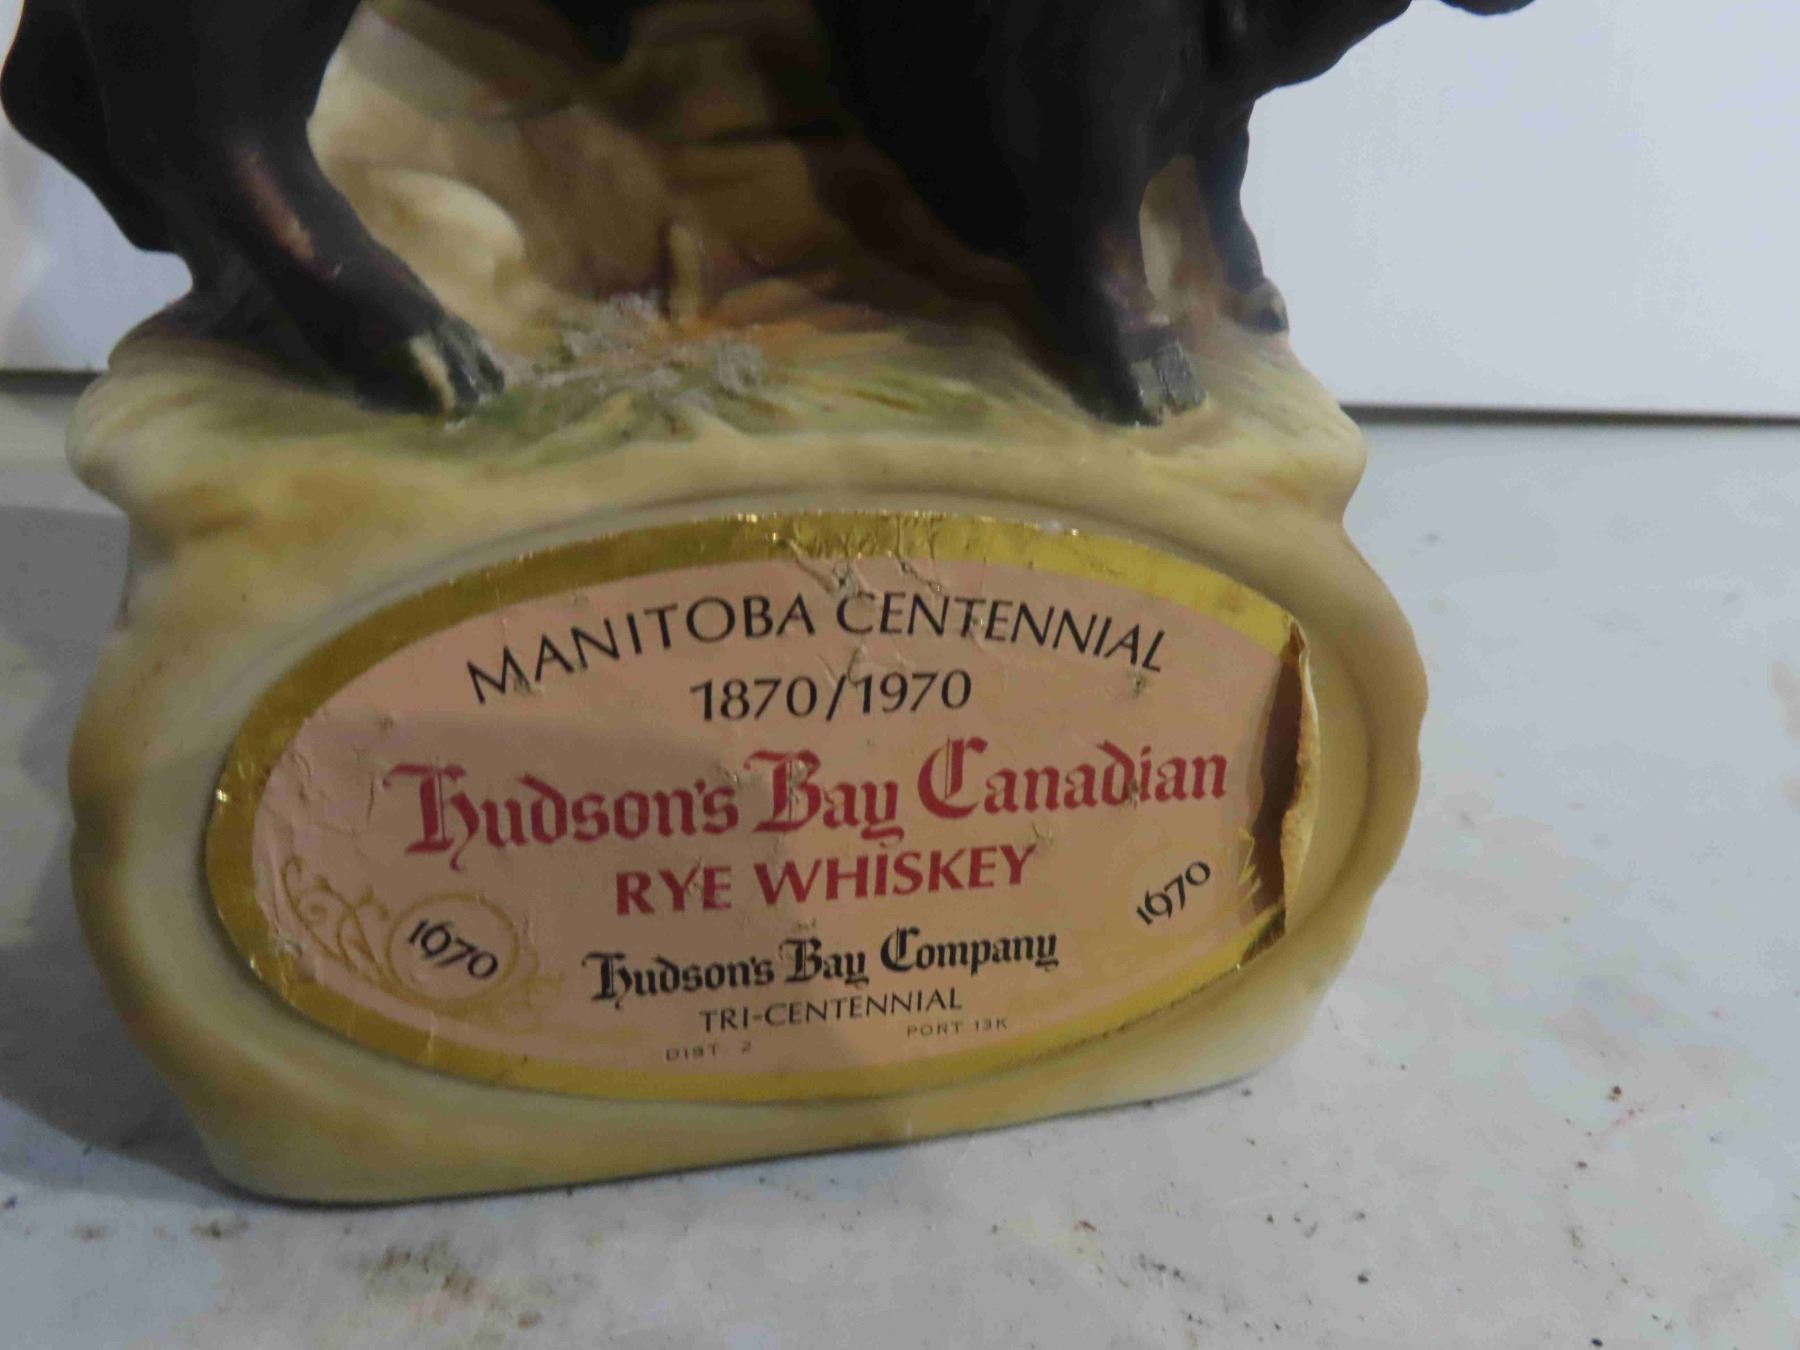 MANITOBA CENTENNIAL
1870/1970
Hudson's Bay Canadian
RYE WHISKEY
1670
1970
Hudson's Bay Company
TRI-CENTENNIAL
DIST. 2 PORT 13K